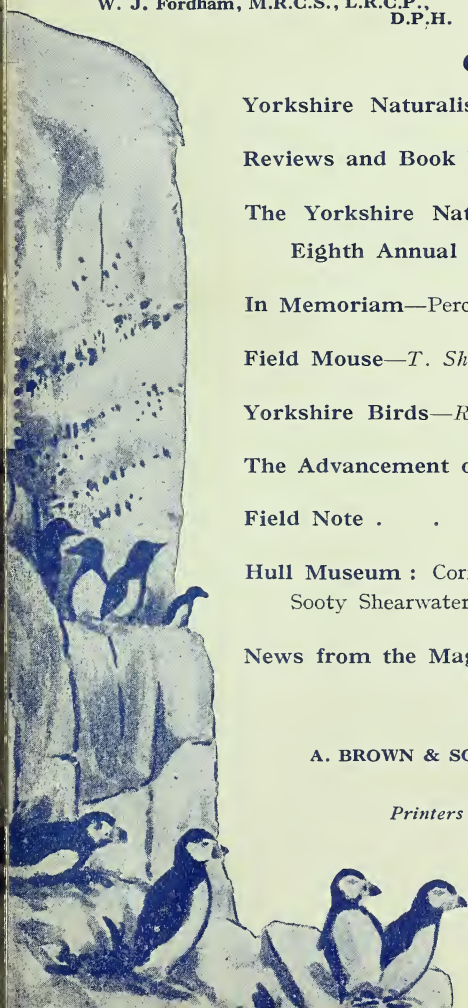 W. J. Fordham, M.R.C.S., L.R.C.P.,
D.P.H.
Yorkshire Naturalis
Reviews and Book
The Yorkshire Nat
Eighth Annual
In Memoriam—Perc
Field Mouse—T. Sh
Yorkshire Birds—R
The Advancement o
Field Note . .
Hull Museum : Cor
Sooty Shearwater
News from the Mag
A. BROWN & SO
Printers